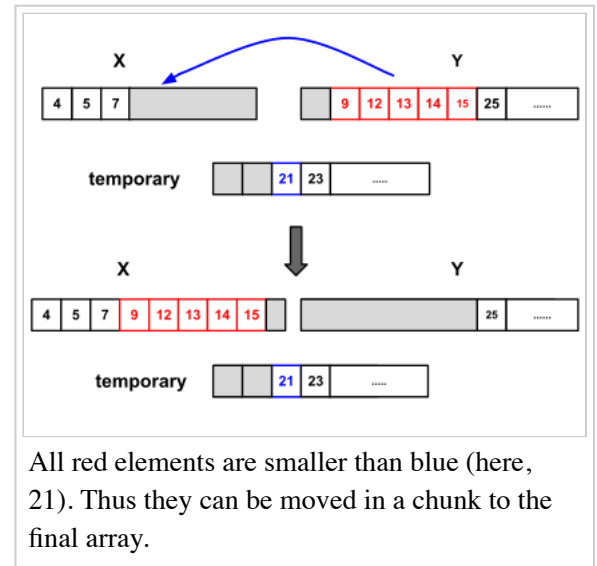 X Y
4 5 7 9 12 13 14 15 25 ......
temporary 21 23 .....
X Y
4 5 7 9 12 13 14 15 25 ......
temporary 21 23 .....
All red elements are smaller than blue (here,
21). Thus they can be moved in a chunk to the
final array.